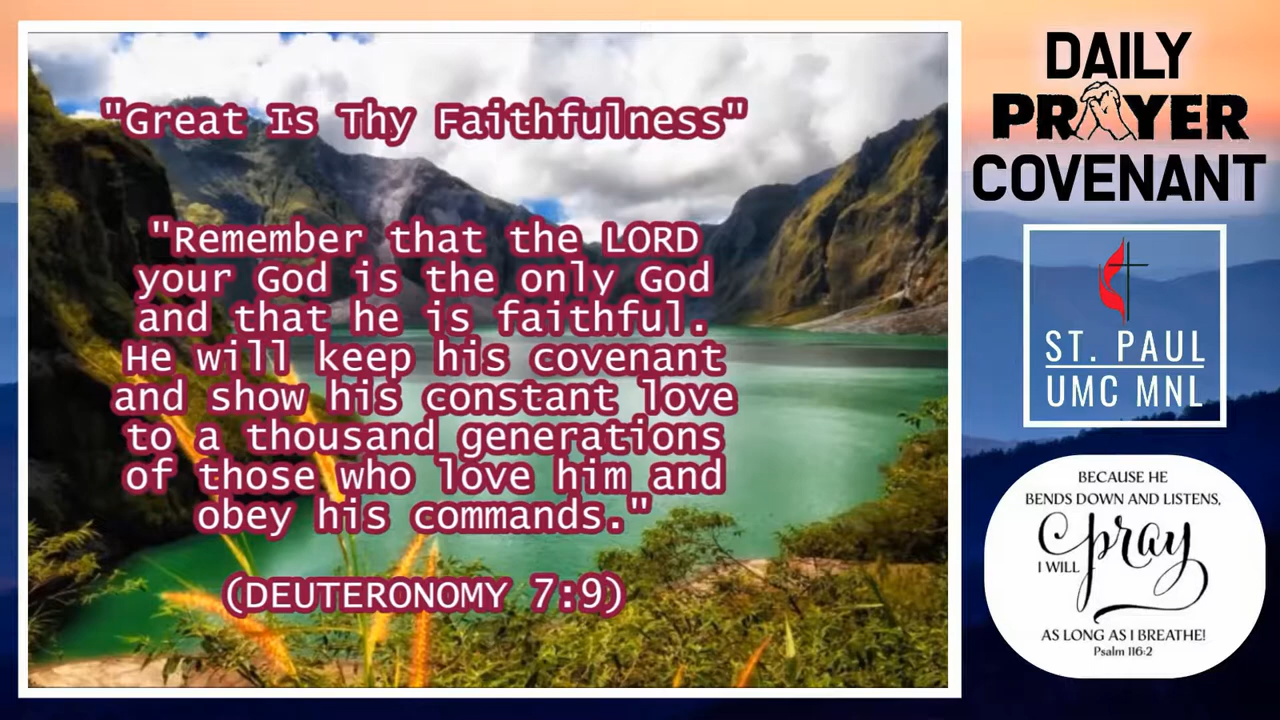 "Great Is Thy Faithfulness"
"Remember that the LORD
your God is the only God
and that he is faithful.
He will keep his covenant
and show his constant love
to a thousand generations
of those who love him and
obey his commands."
(DEUTERONOMY 7:9)
DAILY
PRAYER
COVENANT
ST. PAUL
UMC MNL
BECAUSE HE
BENDS DOWN AND LISTENS,
I WILL pray
AS LONG AS I BREATHE!
Psalm 116:2